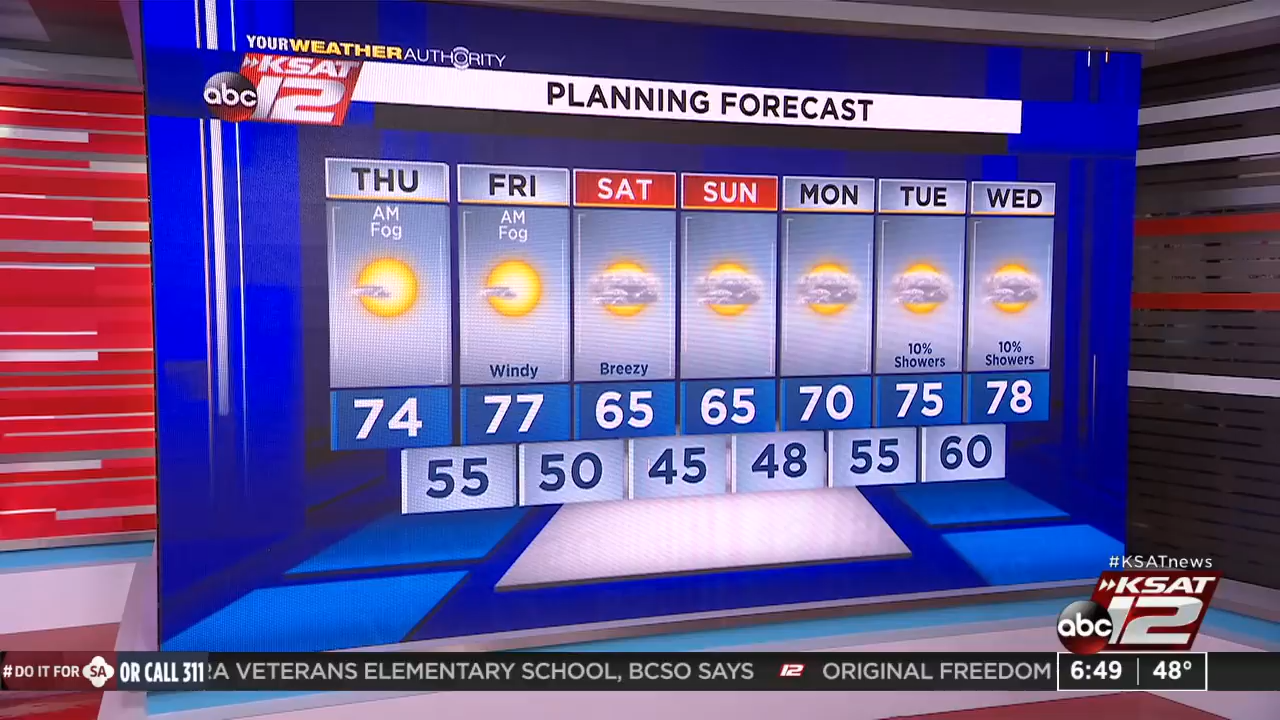 YOURWEATHERAUTHORITY
KSAT
abc 12
PLANNING FORECAST
THU FRI SAT SUN MON TUE WED
AM Fog
AM Fog
Windy
Breezy
10% Showers
10% Showers
74 77 65 65 70 75 78
55 50 45 48 55 60
#KSATnews
KSAT
abc 12
#DO IT FOR SA OR CALL 311
RA VETERANS ELEMENTARY SCHOOL, BCSO SAYS 12 ORIGINAL FREEDOM
6:49 48°